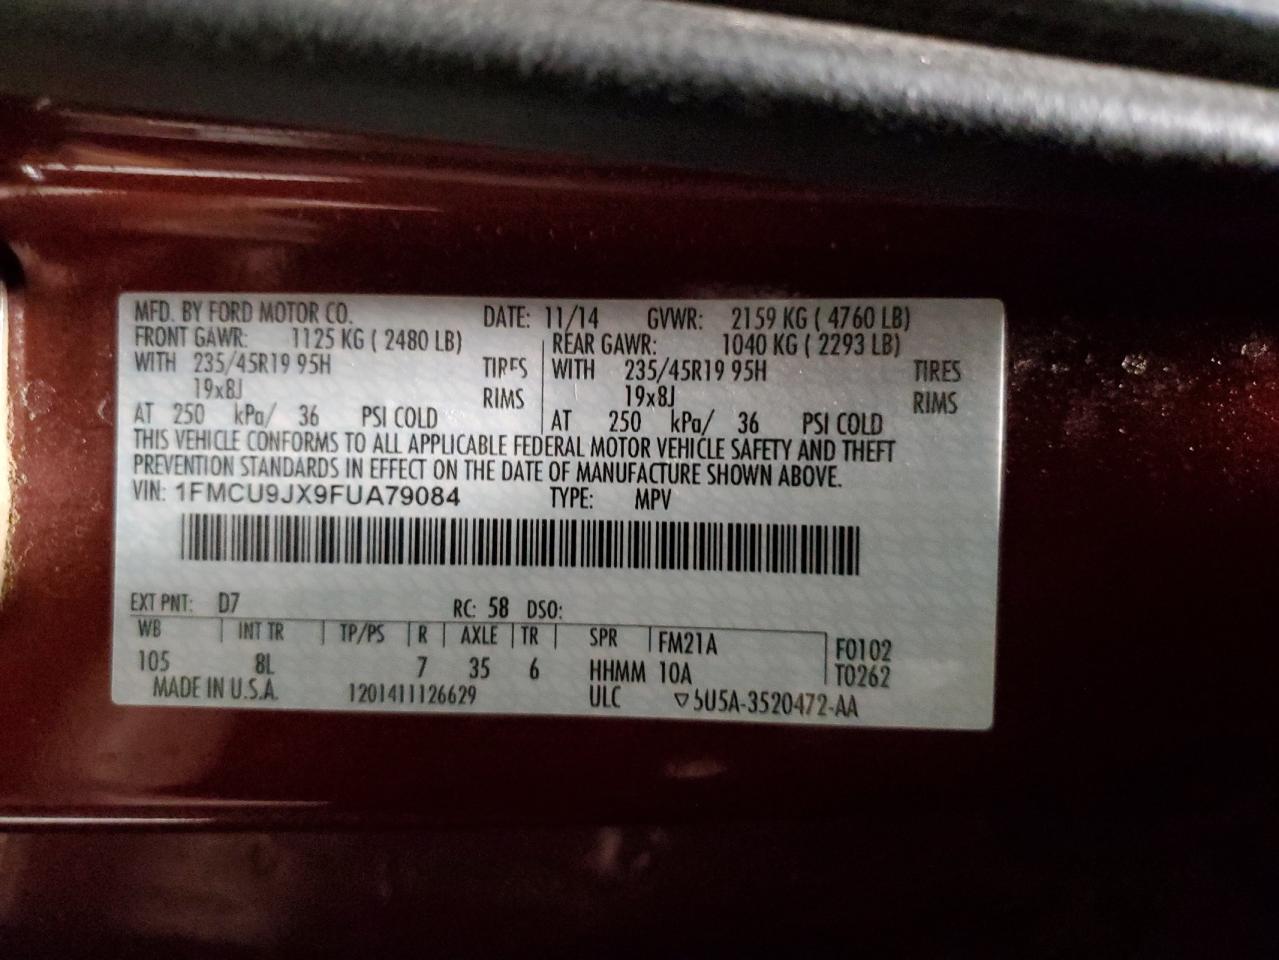 MFD. BY FORD MOTOR CO. DATE: 11/14 GVWR: 2159 KG ( 4760 LB)
FRONT GAWR: 1125 KG ( 2480 LB) REAR GAWR: 1040 KG ( 2293 LB)
WITH 235/45R19 95H TIRES WITH 235/45R19 95H TIRES
19x8J RIMS 19x8J RIMS
AT 250 kPa/ 36 PSI COLD AT 250 kPa/ 36 PSI COLD
THIS VEHICLE CONFORMS TO ALL APPLICABLE FEDERAL MOTOR VEHICLE SAFETY AND THEFT
PREVENTION STANDARDS IN EFFECT ON THE DATE OF MANUFACTURE SHOWN ABOVE.
VIN: 1FMCU9JX9FUA79084 TYPE: MPV
EXT PNT: D7 RC: 58 DSO:
WB INT TR TP/PS R AXLE TR SPR FM21A F0102
105 8L 7 35 6 HHMM 10A T0262
MADE IN U.S.A. 1201411126629 ULC ▽5U5A-3520472-AA